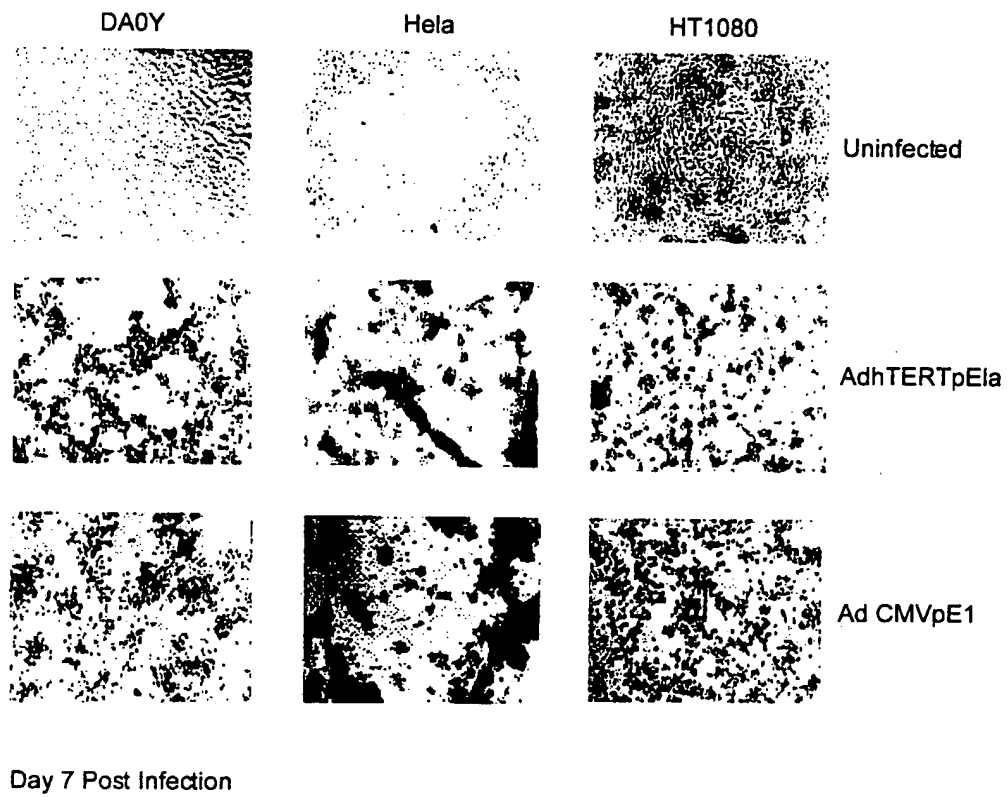 DA0Y Hela HT1080
Uninfected
AdhTERTpEla
Ad CMVpE1
Day 7 Post Infection